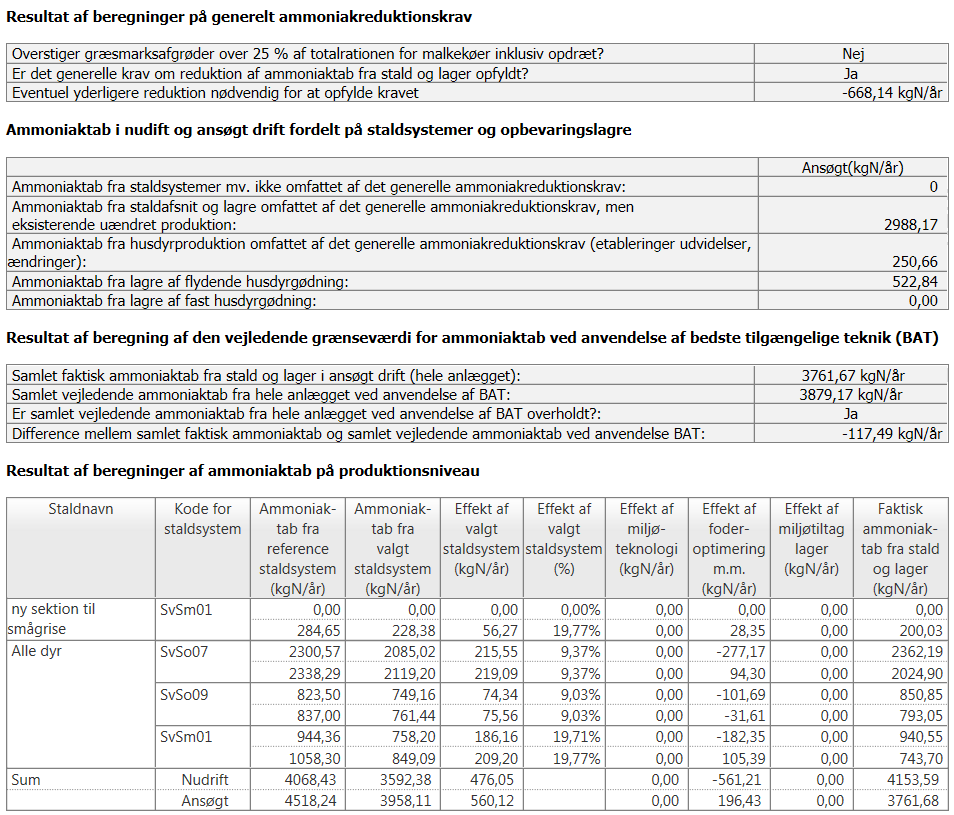 Resultat af beregninger på generelt ammoniakreduktionskrav
Overstiger græsmarksafgrøder over 25 % af totalrationen for malkekøer inklusiv opdræt? Nej
Er det generelle krav om reduktion af ammoniaktab fra stald og lager opfyldt? Ja
Eventuel yderligere reduktion nødvendig for at opfylde kravet -668,14 kgN/år
Ammoniaktab i nudrift og ansøgt drift fordelt på staldsystemer og opbevaringslagre
Ansøgt(kgN/år)
Ammoniaktab fra staldsystemer mv. ikke omfattet af det generelle ammoniakreduktionskrav: 0
Ammoniaktab fra staldafsnit og lagre omfattet af det generelle ammoniakreduktionskrav, men
eksisterende uændret produktion: 2988,17
Ammoniaktab fra husdyrproduktion omfattet af det generelle ammoniakreduktionskrav (etableringer udvidelser,
ændringer): 250,66
Ammoniaktab fra lagre af flydende husdyrgødning: 522,84
Ammoniaktab fra lagre af fast husdyrgødning: 0,00
Resultat af beregning af den vejledende grænseværdi for ammoniaktab ved anvendelse af bedste tilgængelige teknik (BAT)
Samlet faktisk ammoniaktab fra stald og lager i ansøgt drift (hele anlægget): 3761,67 kgN/år
Samlet vejledende ammoniaktab fra hele anlægget ved anvendelse af BAT: 3879,17 kgN/år
Er samlet vejledende ammoniaktab fra hele anlægget ved anvendelse af BAT overholdt?: Ja
Difference mellem samlet faktisk ammoniaktab og samlet vejledende ammoniaktab ved anvendelse BAT: -117,49 kgN/år
Resultat af beregninger af ammoniaktab på produktionsniveau
Staldnavn Kode for Ammoniak- Ammoniak- Effekt af Effekt af Effekt af Effekt af Effekt af Faktisk
staldsystem tab fra tab fra valgt valgt miljø- foder- miljøtiltag ammoniak-
reference valgt staldsystem staldsystem teknologi optimering lager tab fra stald
staldsystem staldsystem (kgN/år) (%) (kgN/år) m.m. (kgN/år) og lager
(kgN/år) (kgN/år) (kgN/år) (kgN/år)
ny sektion til SvSm01 0,00 0,00 0,00 0,00% 0,00 0,00 0,00 0,00
smågrise 284,65 228,38 56,27 19,77% 0,00 28,35 0,00 200,03
Alle dyr SvSo07 2300,57 2085,02 215,55 9,37% 0,00 -277,17 0,00 2362,19
2338,29 2119,20 219,09 9,37% 0,00 94,30 0,00 2024,90
SvSo09 823,50 749,16 74,34 9,03% 0,00 -101,69 0,00 850,85
837,00 761,44 75,56 9,03% 0,00 -31,61 0,00 793,05
SvSm01 944,36 758,20 186,16 19,71% 0,00 -182,35 0,00 940,55
1058,30 849,09 209,20 19,77% 0,00 105,39 0,00 743,70
Sum Nudrift 4068,43 3592,38 476,05 0,00 -561,21 0,00 4153,59
Ansøgt 4518,24 3958,11 560,12 0,00 196,43 0,00 3761,68